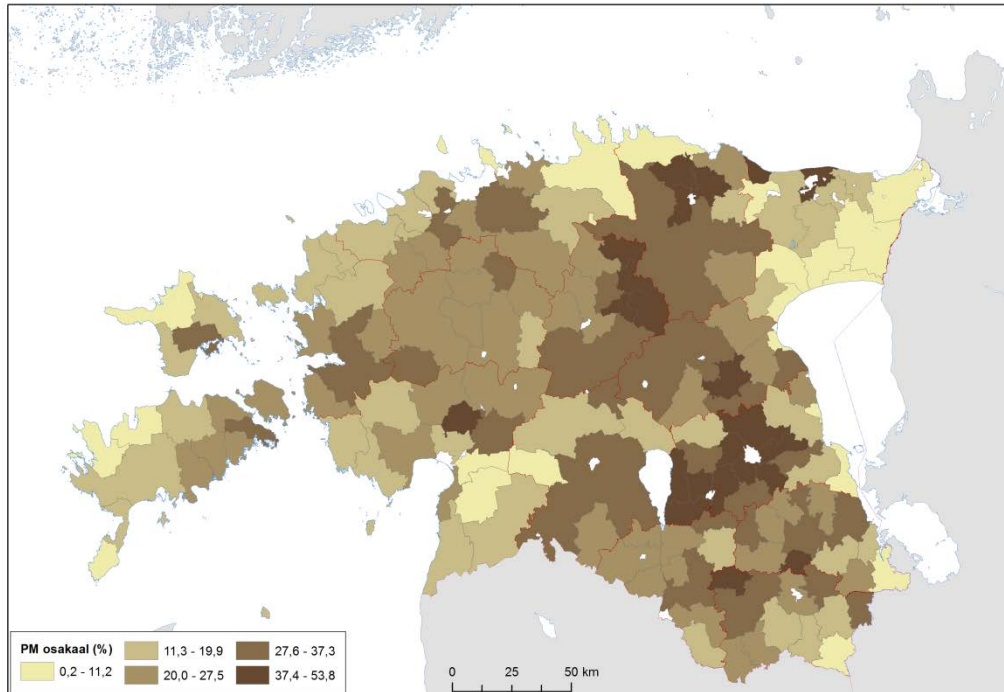 PM osakaal (%)
0,2 - 11,2
11,3 - 19,9
20,0 - 27,5
27,6 - 37,3
37,4 - 53,8
0 25 50 km